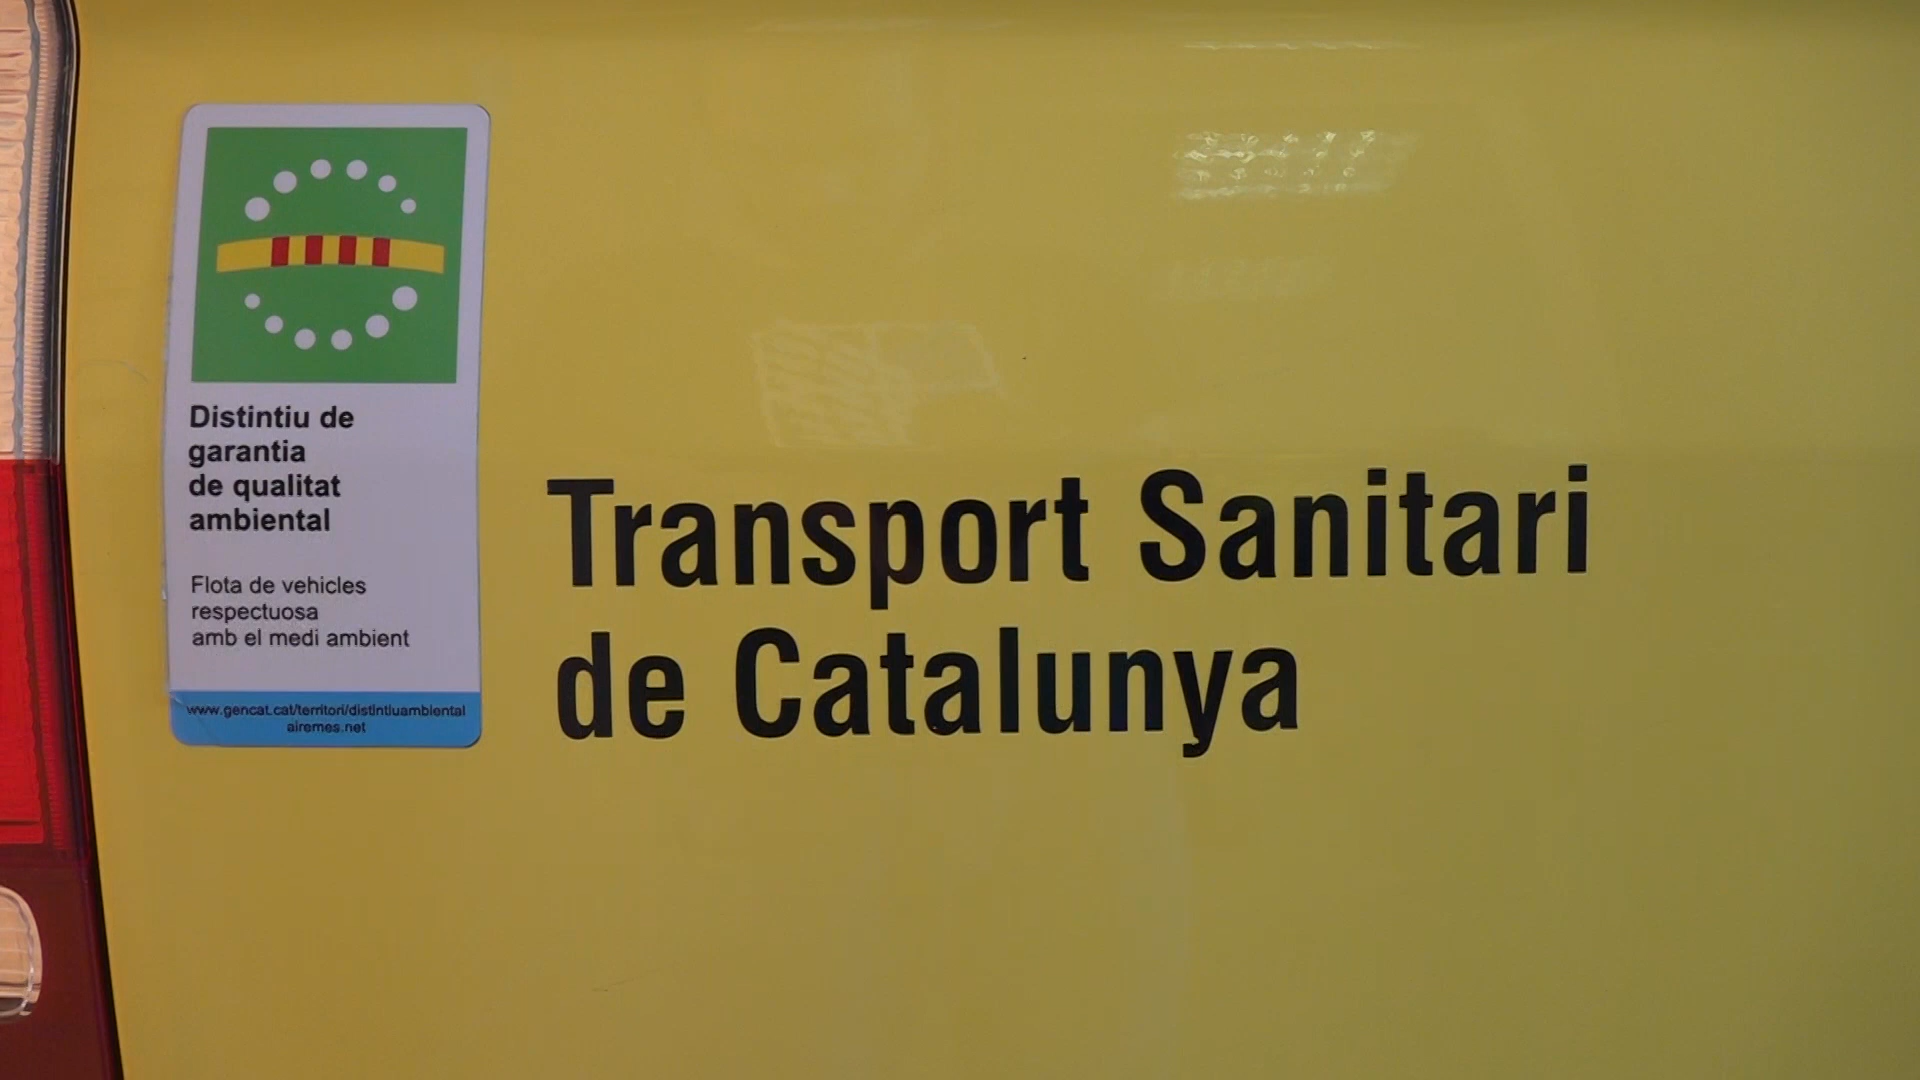 Distintiu de
garantia
de qualitat
ambiental
Flota de vehicles
respectuosa
amb el medi ambient
www.gencat.cat/territori/distintiuambiental
airemes.net
Transport Sanitari
de Catalunya